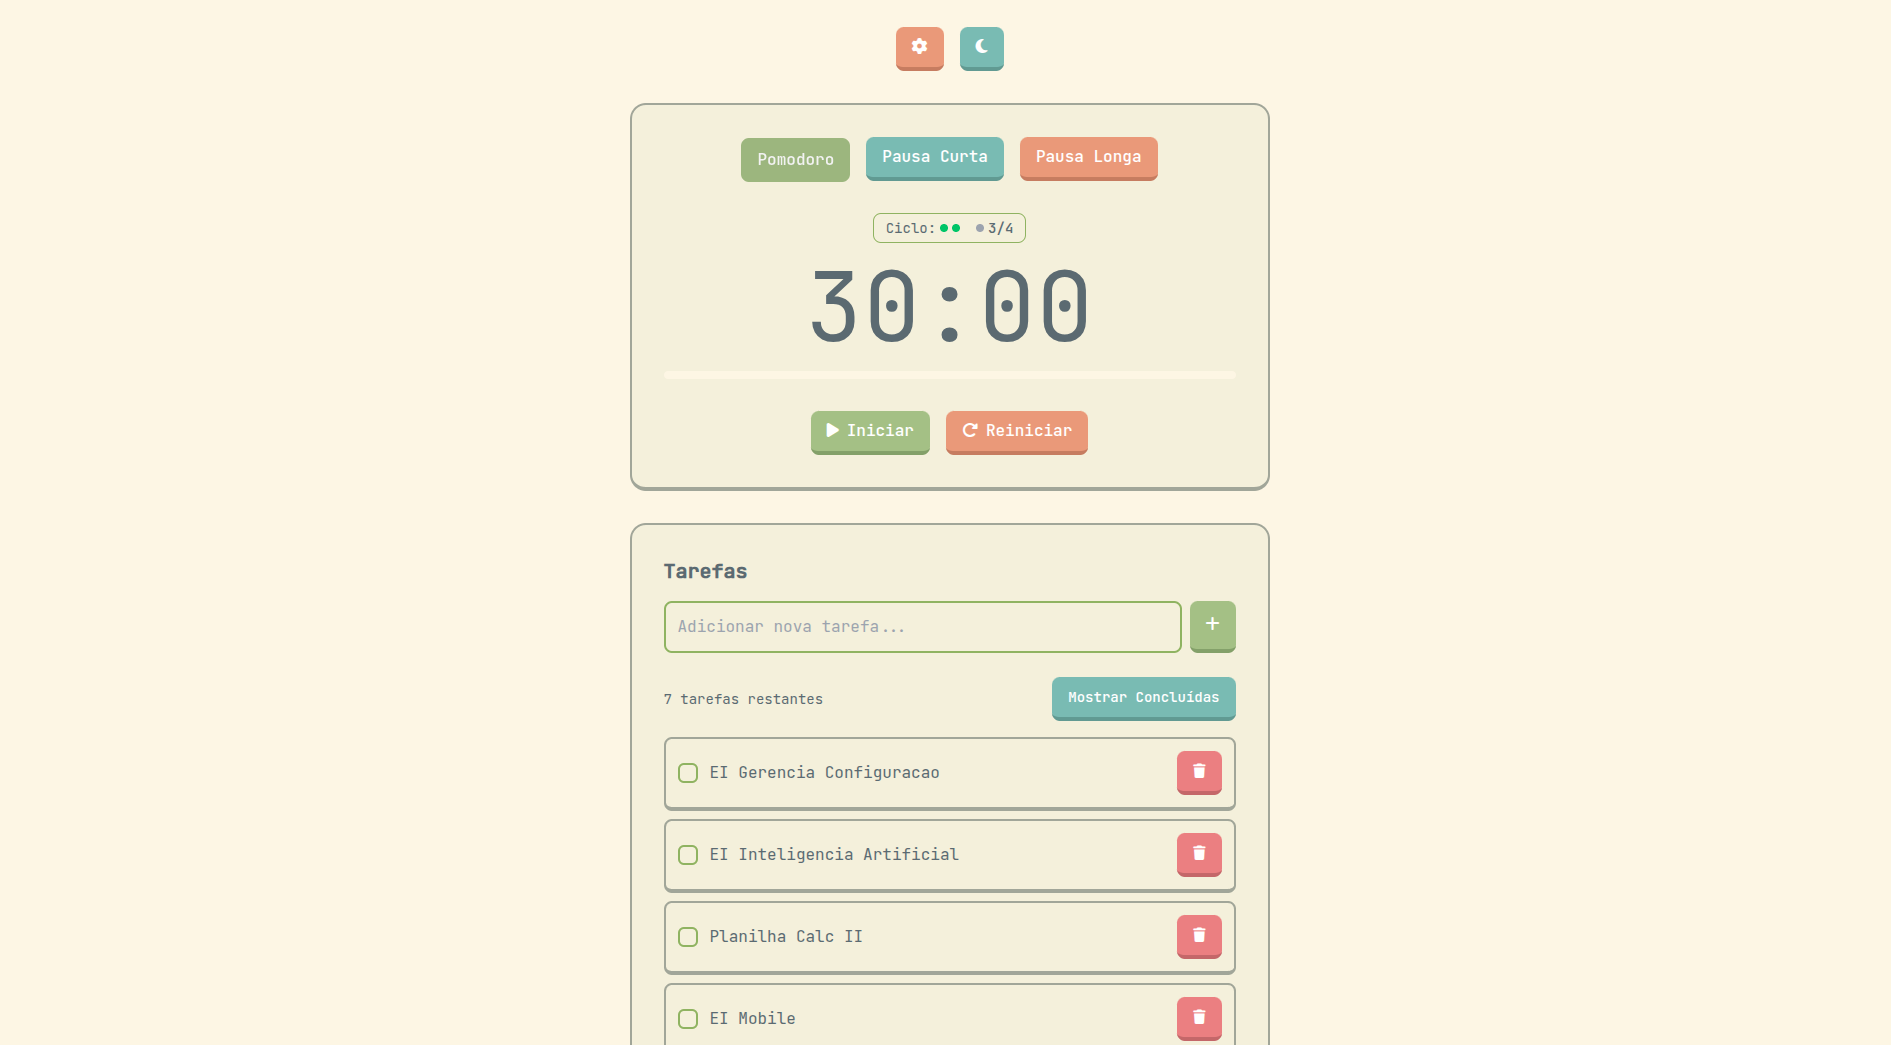 Pomodoro Pausa Curta Pausa Longa
Ciclo: 3/4
30:00
Iniciar Reiniciar
Tarefas
Adicionar nova tarefa...
+
7 tarefas restantes Mostrar Concluídas
EI Gerencia Configuracao
EI Inteligencia Artificial
Planilha Calc II
EI Mobile